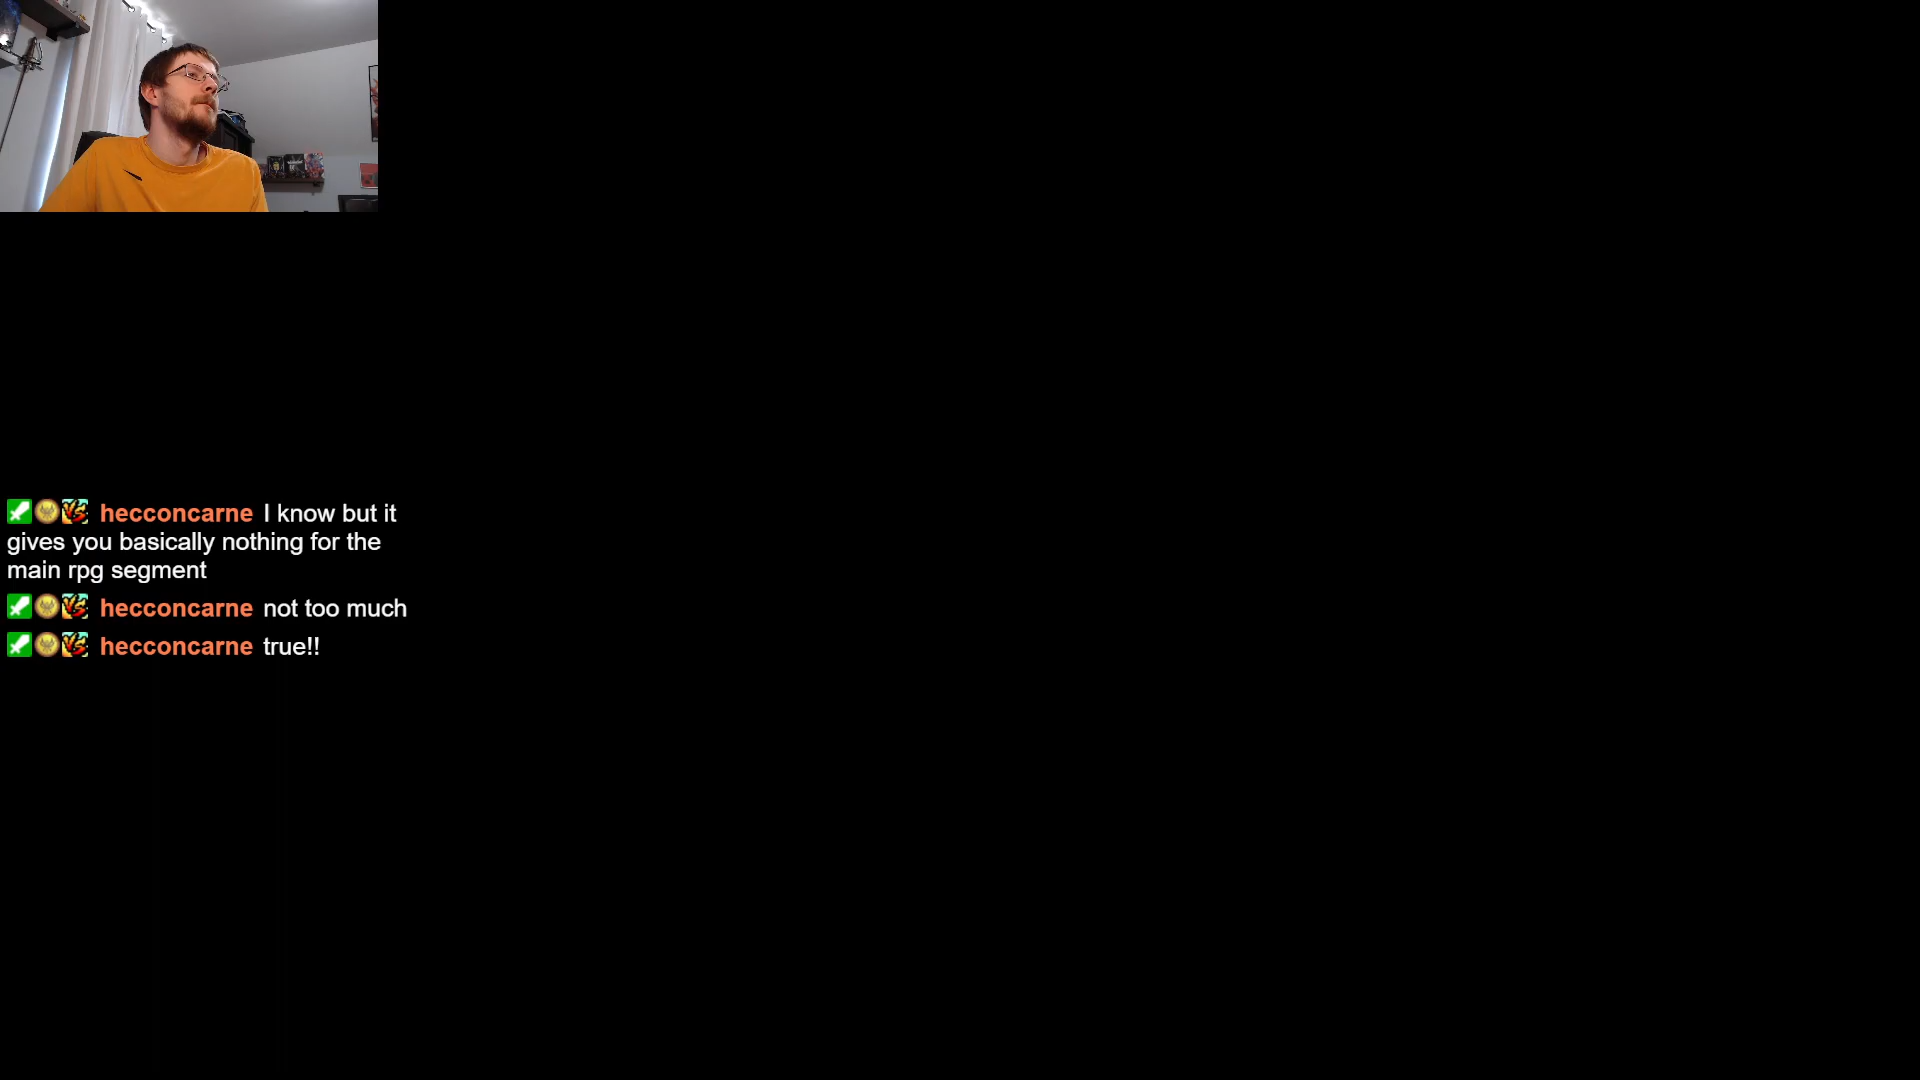 hecconcarne I know but it
gives you basically nothing for the
main rpg segment
hecconcarne not too much
hecconcarne true!!